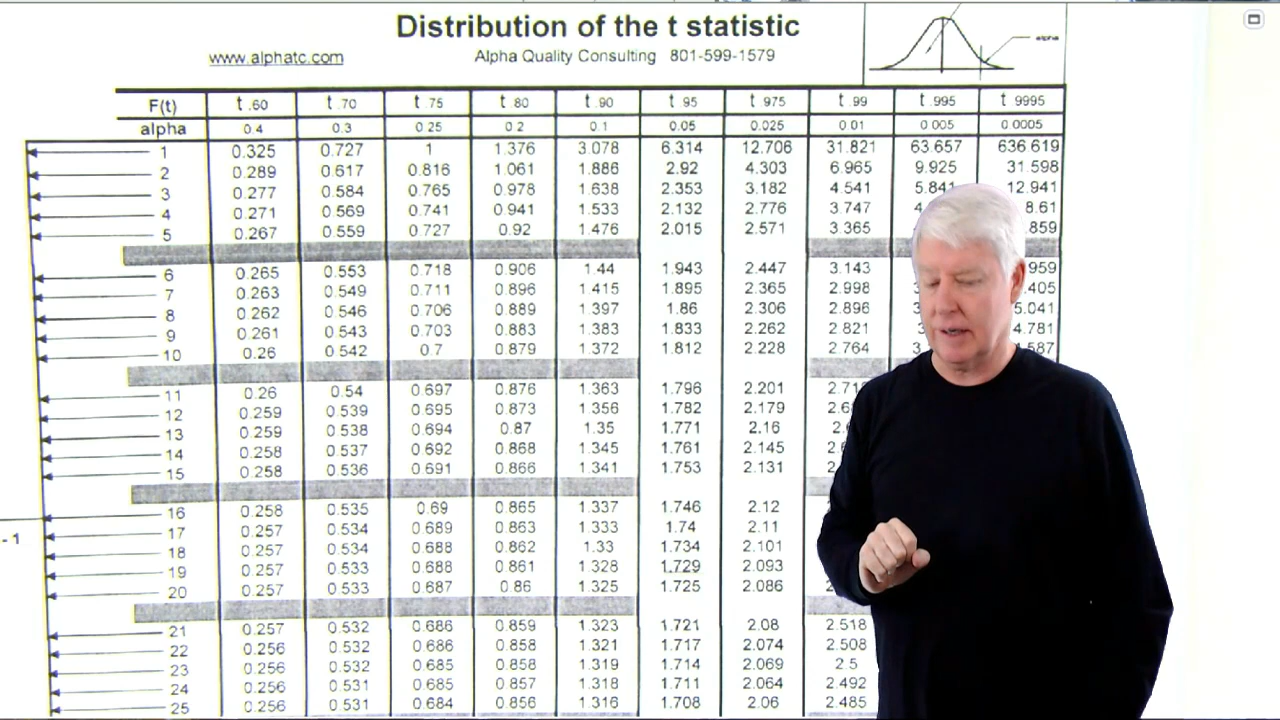 Distribution of the t statistic
www.alphatc.com Alpha Quality Consulting 801-599-1579
alpha
F(t) t .60 t .70 t .75 t 80 t .90 t 95 t .975 t .99 t .995 t 9995
alpha 0.4 0.3 0.25 0.2 0.1 0.05 0.025 0.01 0 005 0 0005
1 0.325 0.727 1 1.376 3.078 6.314 12.706 31.821 63.657 636 619
2 0.289 0.617 0.816 1.061 1.886 2.92 4.303 6.965 9.925 31.598
3 0.277 0.584 0.765 0.978 1.638 2.353 3.182 4.541 5.841 12.941
4 0.271 0.569 0.741 0.941 1.533 2.132 2.776 3.747 8.61
5 0.267 0.559 0.727 0.92 1.476 2.015 2.571 3.365 .859
6 0.265 0.553 0.718 0.906 1.44 1.943 2.447 3.143 959
7 0.263 0.549 0.711 0.896 1.415 1.895 2.365 2.998 .405
8 0.262 0.546 0.706 0.889 1.397 1.86 2.306 2.896 5.041
9 0.261 0.543 0.703 0.883 1.383 1.833 2.262 2 821 4.781
10 0.26 0.542 0.7 0.879 1.372 1.812 2.228 2.764 587
11 0.26 0.54 0.697 0.876 1.363 1.796 2.201
12 0.259 0.539 0.695 0.873 1.356 1.782 2.179
13 0.259 0.538 0.694 0.87 1.35 1.771 2.16
14 0.258 0.537 0.692 0.868 1.345 1.761 2.145
15 0.258 0.536 0.691 0.866 1.341 1.753 2.131
16 0.258 0.535 0.69 0.865 1.337 1.746 2.12
-1 17 0.257 0.534 0.689 0.863 1.333 1.74 2.11
18 0.257 0.534 0.688 0.862 1.33 1.734 2.101
19 0.257 0.533 0.688 0.861 1.328 1.729 2.093
20 0.257 0.533 0.687 0 86 1.325 1.725 2.086
21 0.257 0.532 0.686 0.859 1.323 1.721 2.08 2.518
22 0.256 0.532 0.686 0.858 1.321 1.717 2.074 2.508
23 0.256 0.532 0.685 0.858 1.319 1.714 2.069 2.5
24 0.256 0.531 0.685 0.857 1.318 1.711 2.064 2.492
25 0.256 0.531 0.684 0.856 1.316 1.708 2.06 2.485